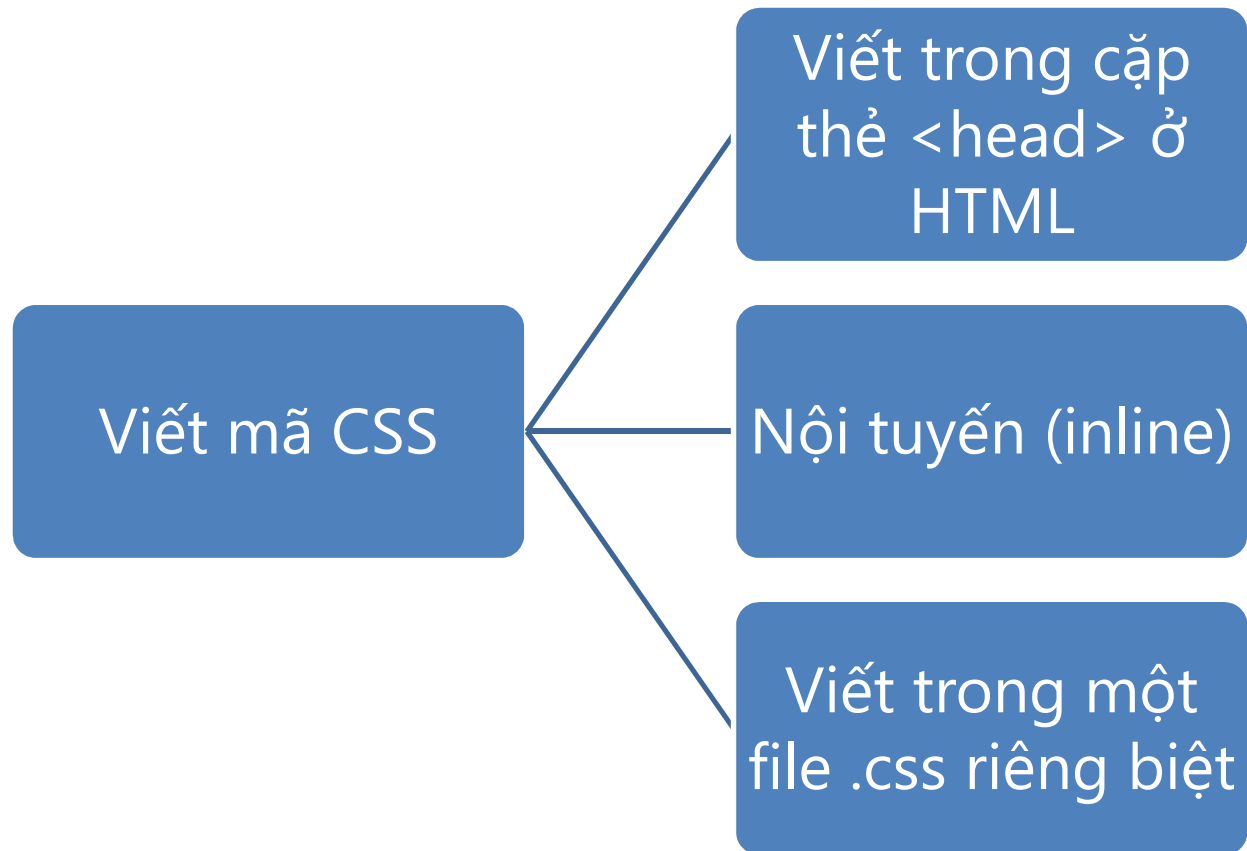 Viết mã CSS
Viết trong cặp
thẻ <head> ở
HTML
Nội tuyến (inline)
Viết trong một
file .css riêng biệt